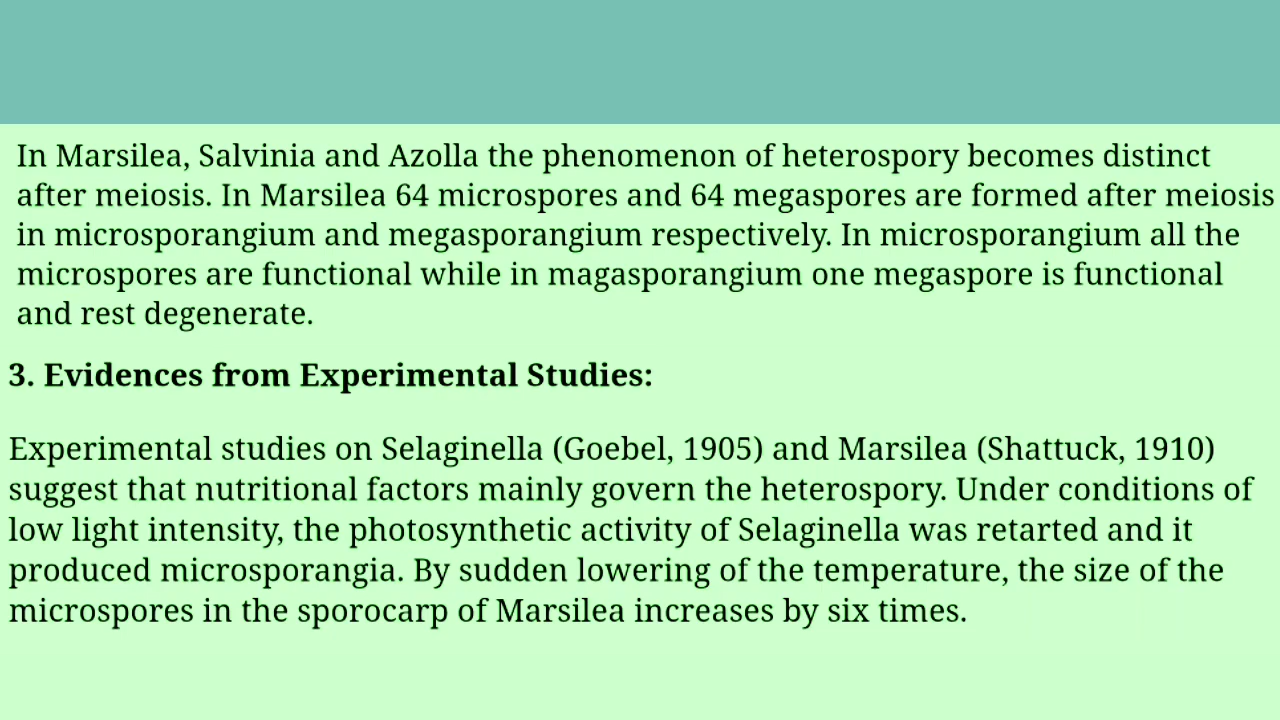 In Marsilea, Salvinia and Azolla the phenomenon of heterospory becomes distinct
after meiosis. In Marsilea 64 microspores and 64 megaspores are formed after meiosis
in microsporangium and megasporangium respectively. In microsporangium all the
microspores are functional while in magasporangium one megaspore is functional
and rest degenerate.
3. Evidences from Experimental Studies:
Experimental studies on Selaginella (Goebel, 1905) and Marsilea (Shattuck, 1910)
suggest that nutritional factors mainly govern the heterospory. Under conditions of
low light intensity, the photosynthetic activity of Selaginella was retarted and it
produced microsporangia. By sudden lowering of the temperature, the size of the
microspores in the sporocarp of Marsilea increases by six times.